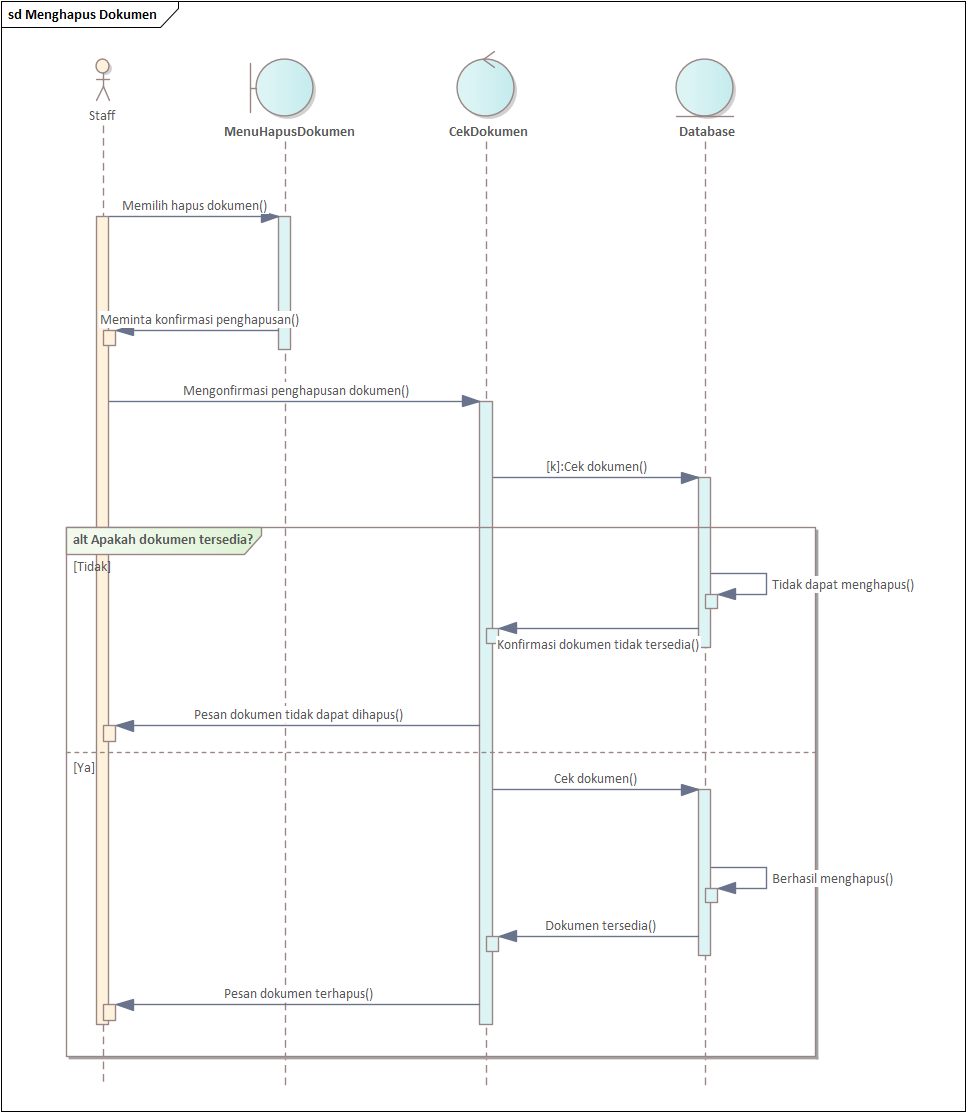 sd Menghapus Dokumen
Staff
MenuHapusDokumen
CekDokumen
Database
Memilih hapus dokumen()
Meminta konfirmasi penghapusan()
Mengonfirmasi penghapusan dokumen()
[k]:Cek dokumen()
alt Apakah dokumen tersedia?
[Tidak]
Tidak dapat menghapus()
Konfirmasi dokumen tidak tersedia()
Pesan dokumen tidak dapat dihapus()
[Ya]
Cek dokumen()
Berhasil menghapus()
Dokumen tersedia()
Pesan dokumen terhapus()